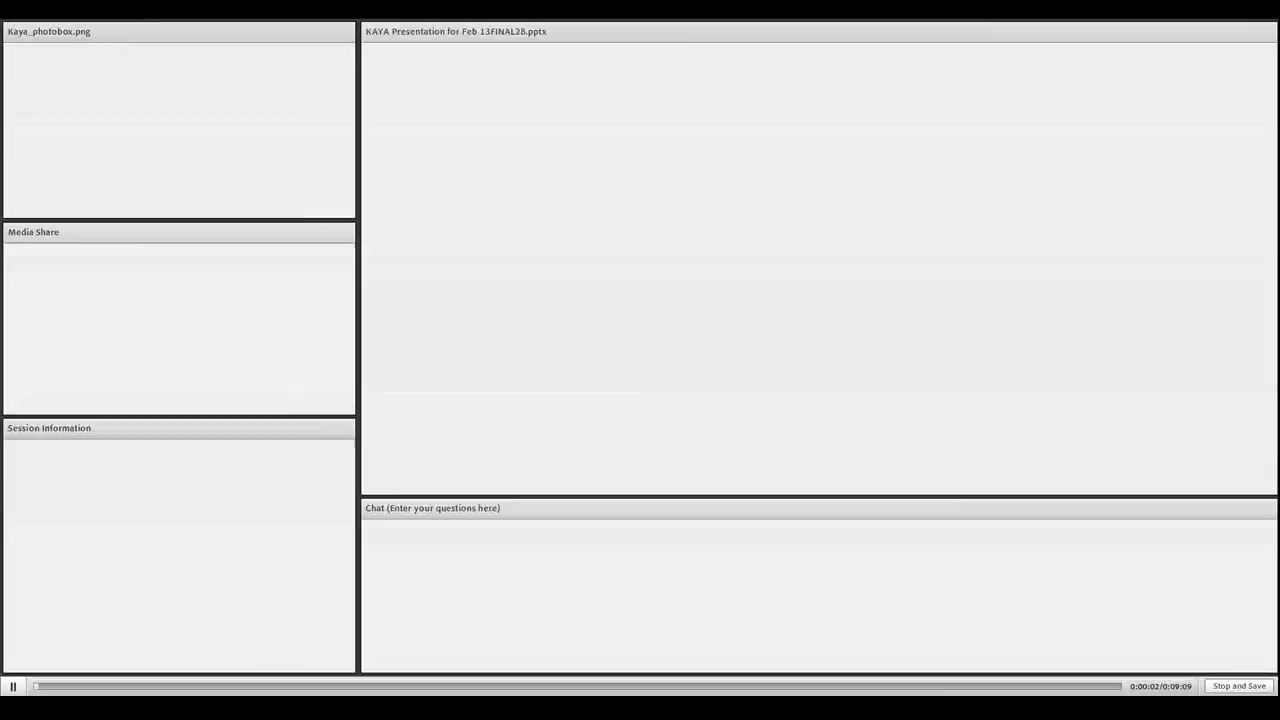 Kaya_photobox.png
KAYA Presentation for Feb 13FINAL2B.pptx
Media Share
Session Information
Chat (Enter your questions here)
0:00:02/0:09:09
Stop and Save